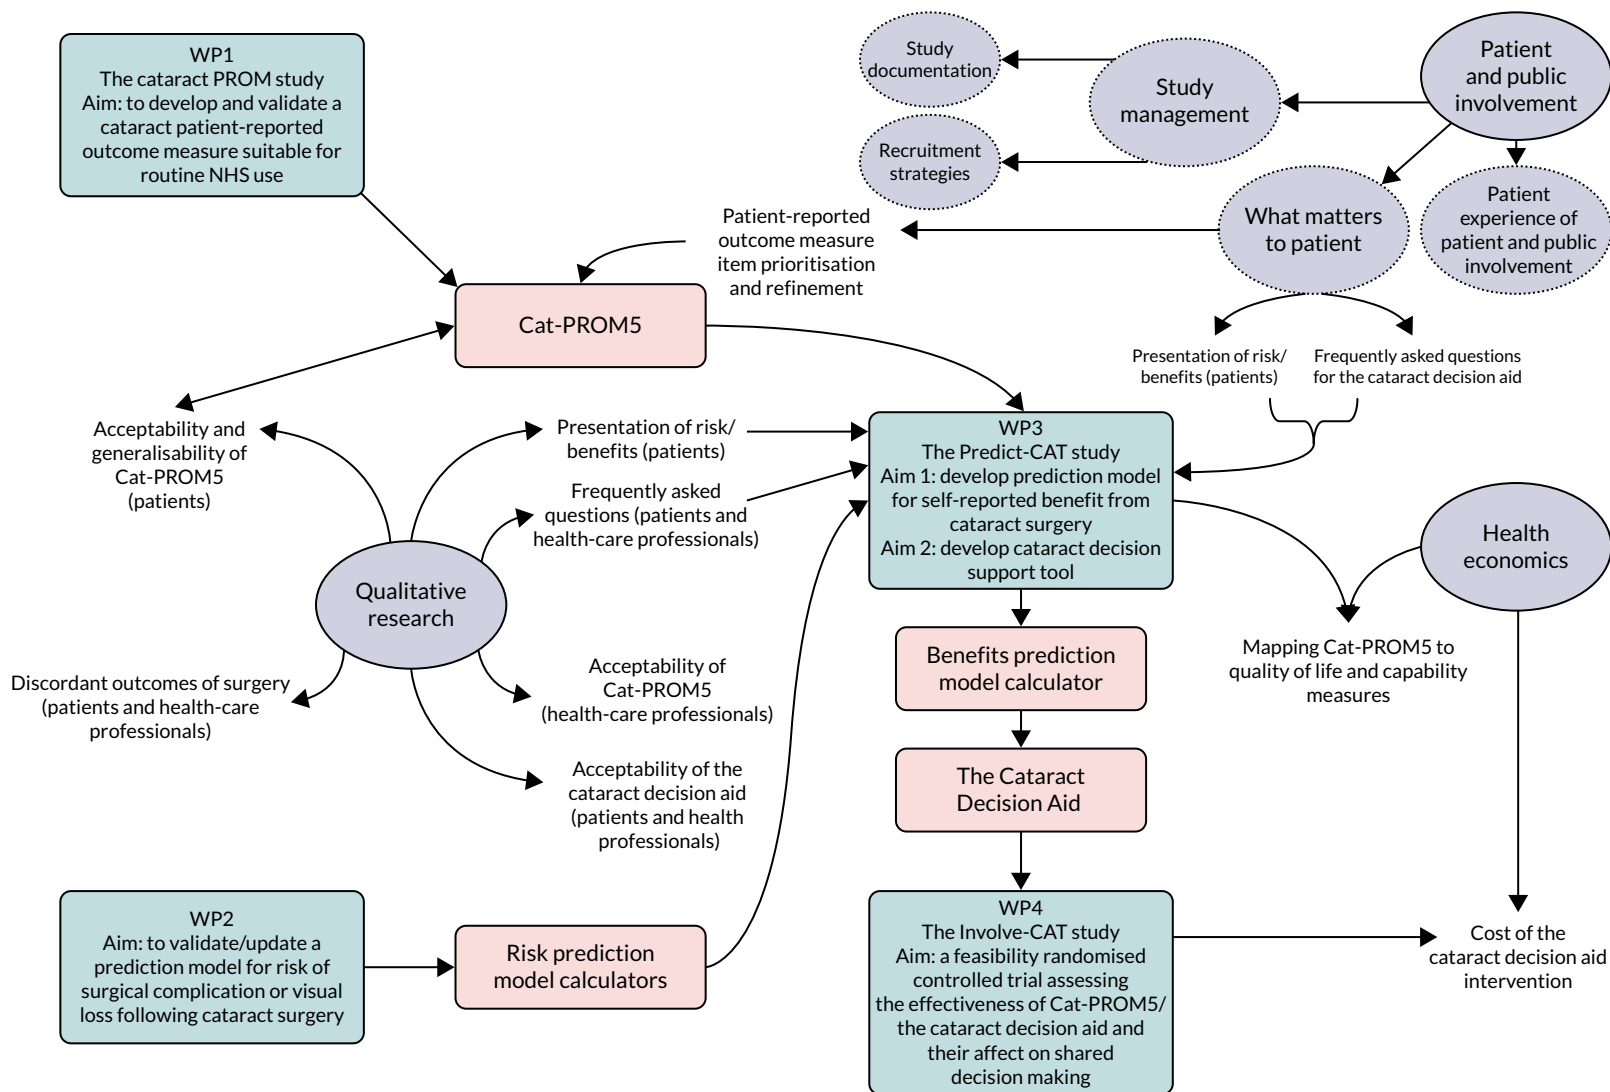 WP1
The cataract PROM study
Aim: to develop and validate a
cataract patient-reported
outcome measure suitable for
routine NHS use
Study
documentation
Study
management
Patient
and public
involvement
Recruitment
strategies
What matters
to patient
Patient
experience of
patient and public
involvement
Patient-reported
outcome measure
item prioritisation
and refinement
Cat-PROM5
Presentation of risk/
benefits (patients)
Frequently asked questions
for the cataract decision aid
Acceptability and
generalisability of
Cat-PROM5
(patients)
Presentation of risk/
benefits (patients)
Frequently asked
questions (patients and
health-care professionals)
WP3
The Predict-CAT study
Aim 1: develop prediction model
for self-reported benefit from
cataract surgery
Aim 2: develop cataract decision
support tool
Health
economics
Qualitative
research
Benefits prediction
model calculator
Mapping Cat-PROM5 to
quality of life and capability
measures
Discordant outcomes of surgery
(patients and health-care
professionals)
Acceptability of
Cat-PROM5
(health-care professionals)
Acceptability of the
cataract decision aid
(patients and health
professionals)
The Cataract
Decision Aid
WP2
Aim: to validate/update a
prediction model for risk of
surgical complication or visual
loss following cataract surgery
Risk prediction
model calculators
WP4
The Involve-CAT study
Aim: a feasibility randomised
controlled trial assessing
the effectiveness of Cat-PROM5/
the cataract decision aid and
their affect on shared
decision making
Cost of the
cataract decision aid
intervention